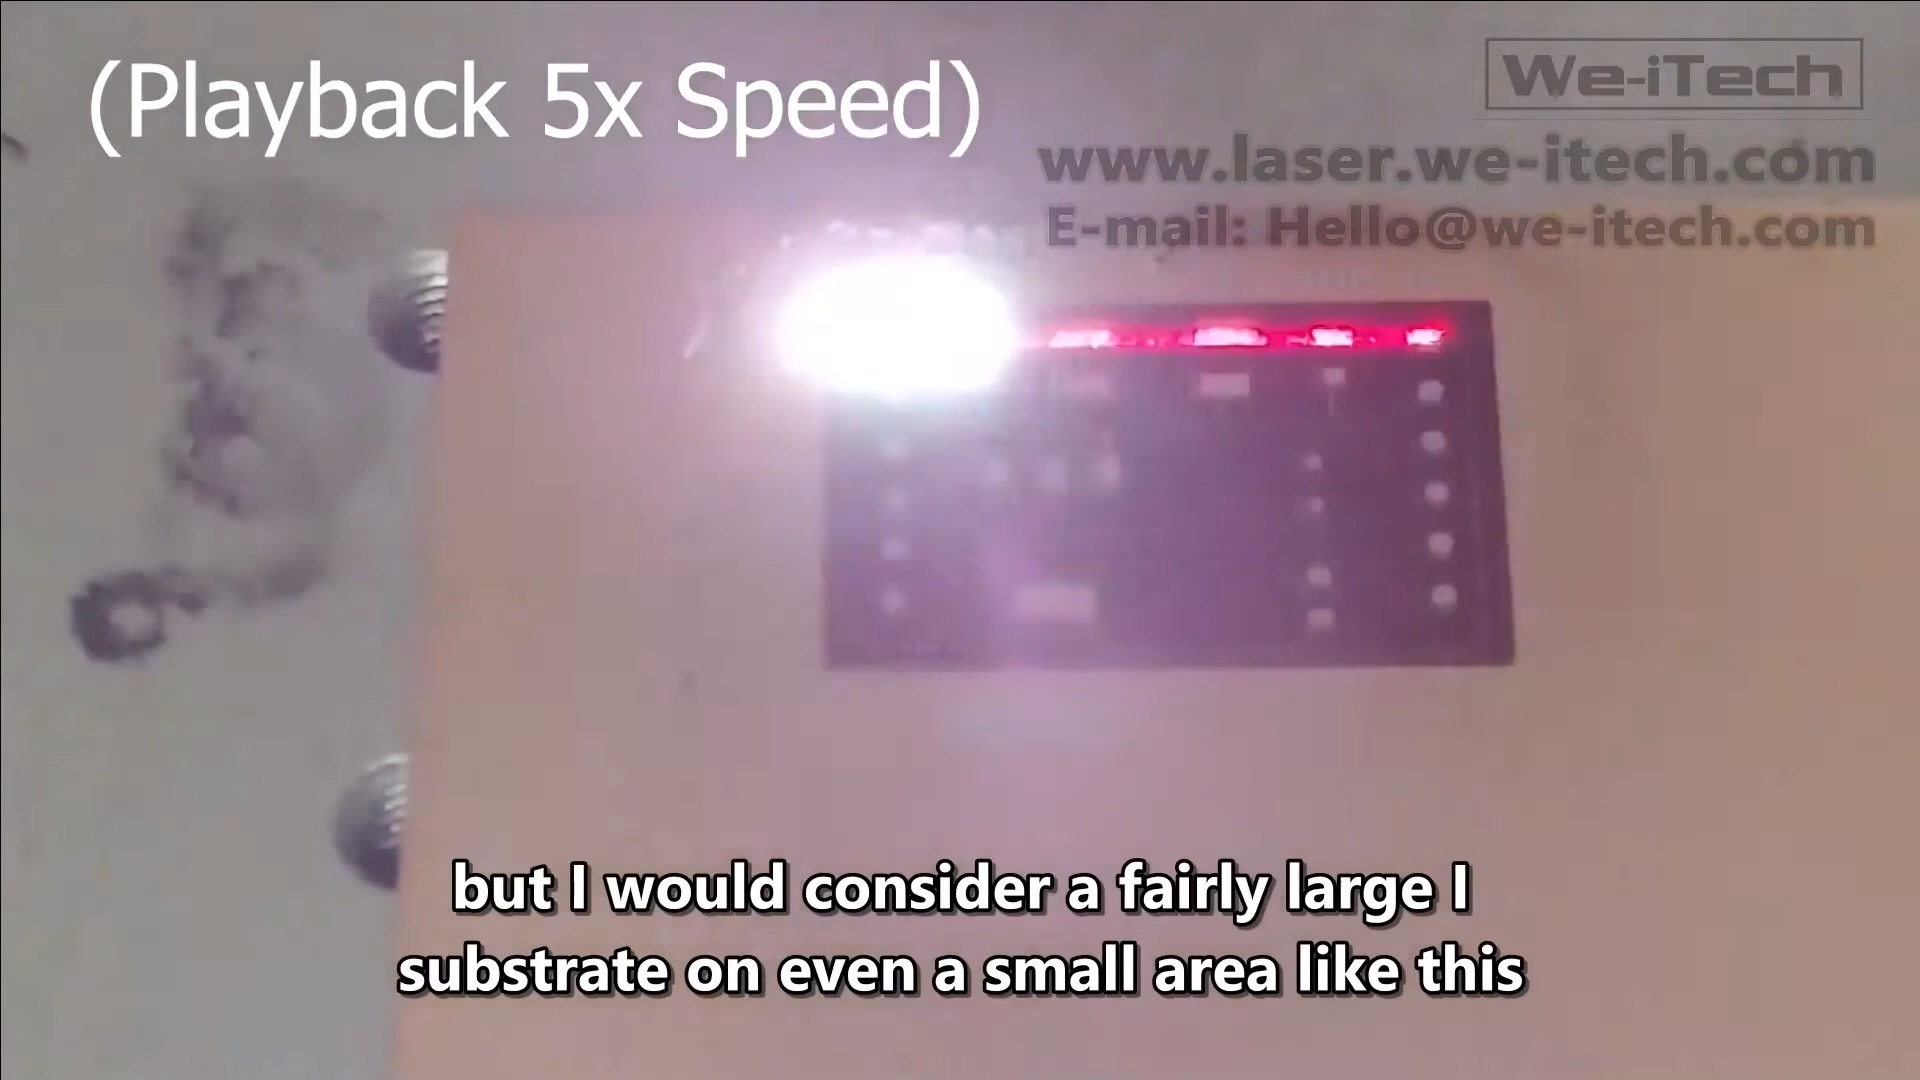 (Playback 5x Speed)
We-iTech
www.laser.we-itech.com
E-mail: Hello@we-itech.com
but I would consider a fairly large I
substrate on even a small area like this